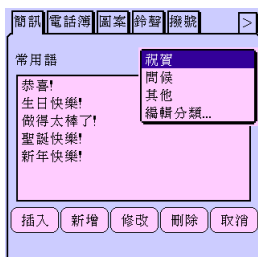 簡訊 電話簿 圖案 鈴聲 撥號 >
常用語
祝賀
問候
其他
編輯分類...
恭喜!
生日快樂!
做得太棒了!
聖誕快樂!
新年快樂!
插入 新增 修改 刪除 取消